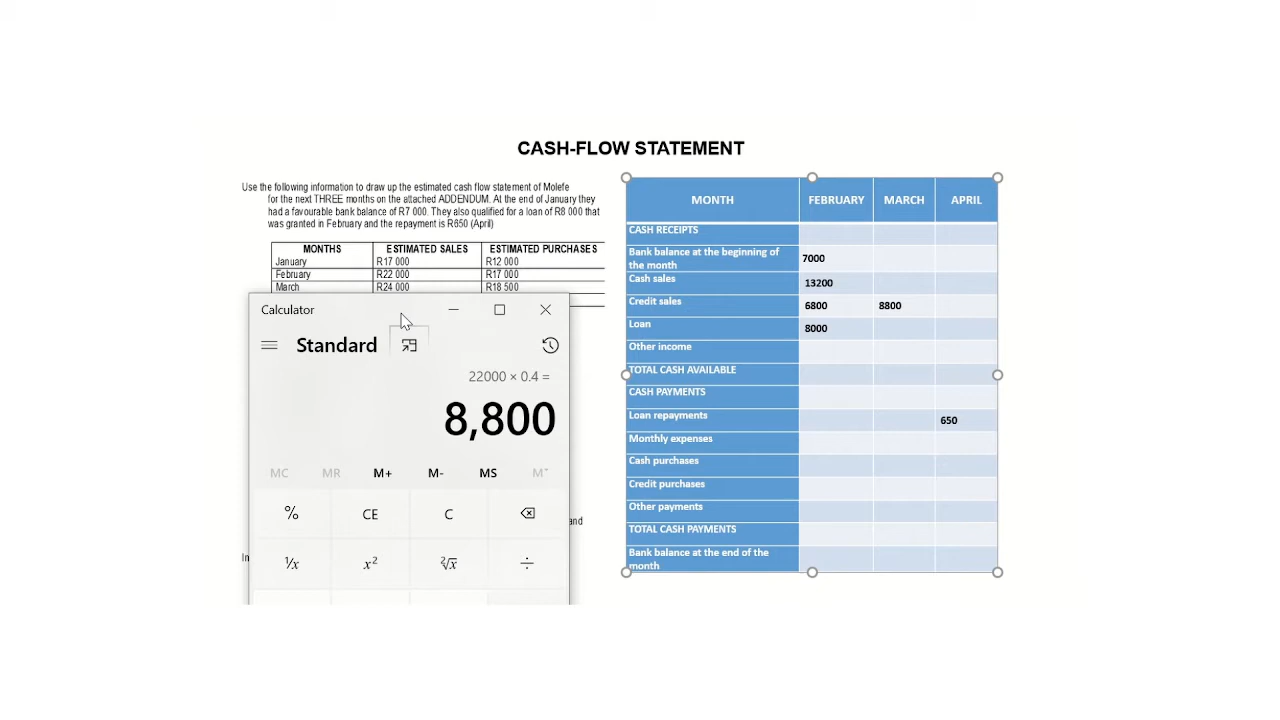 CASH-FLOW STATEMENT
Use the following information to draw up the estimated cash flow statement of Molefe
for the next THREE months on the attached ADDENDUM. At the end of January they
had a favourable bank balance of R7 000. They also qualified for a loan of R8 000 that
was granted in February and the repayment is R650 (April)
MONTHS ESTIMATED SALES ESTIMATED PURCHASES
January R17 000 R12 000
February R22 000 R17 000
March R24 000 R18 500
and
In
Calculator
Standard
22000 × 0.4 =
8,800
MC MR M+ M- MS M˅
% CE C
¹/x x² ²√x ÷
MONTH FEBRUARY MARCH APRIL
CASH RECEIPTS
Bank balance at the beginning of
the month 7000
Cash sales 13200
Credit sales 6800 8800
Loan 8000
Other income
TOTAL CASH AVAILABLE
CASH PAYMENTS
Loan repayments 650
Monthly expenses
Cash purchases
Credit purchases
Other payments
TOTAL CASH PAYMENTS
Bank balance at the end of the
month